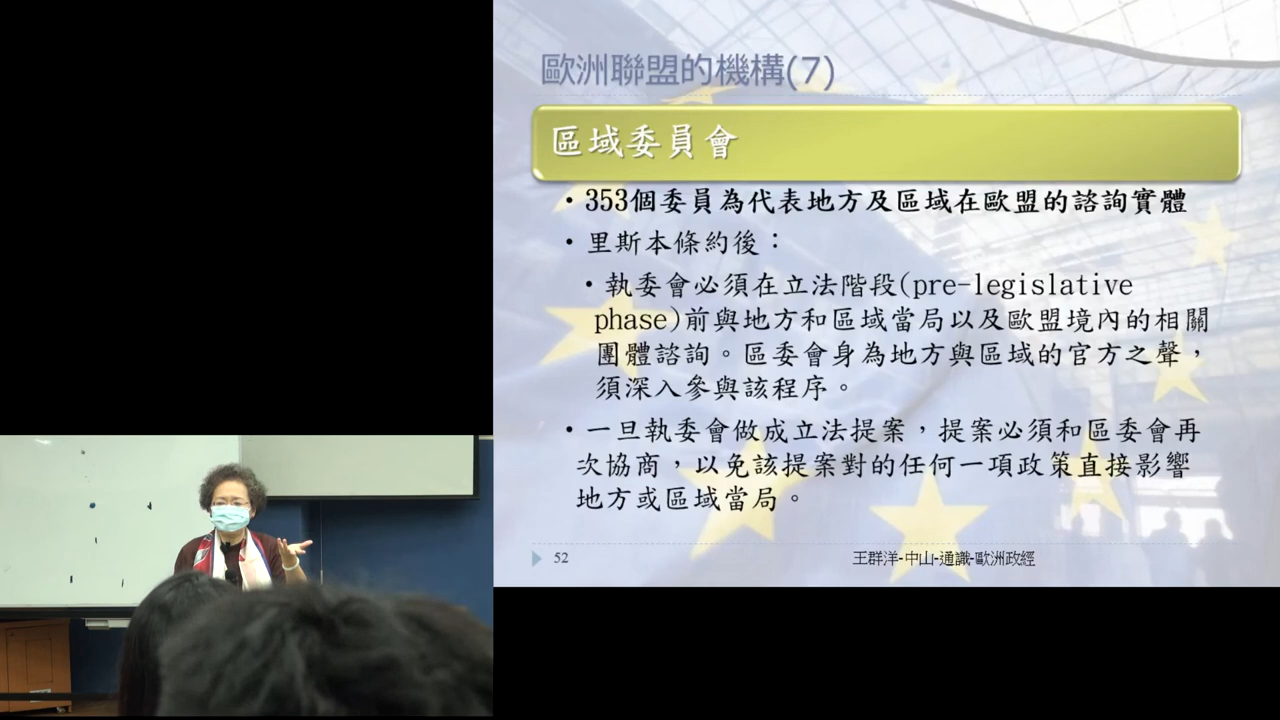 歐洲聯盟的機構(7)
區域委員會
•353個委員為代表地方及區域在歐盟的諮詢實體
•里斯本條約後：
•執委會必須在立法階段(pre-legislative
phase)前與地方和區域當局以及歐盟境內的相關
團體諮詢。區委會身為地方與區域的官方之聲，
須深入參與該程序。
•一旦執委會做成立法提案，提案必須和區委會再
次協商，以免該提案對的任何一項政策直接影響
地方或區域當局。
52
王群洋-中山-通識-歐洲政經